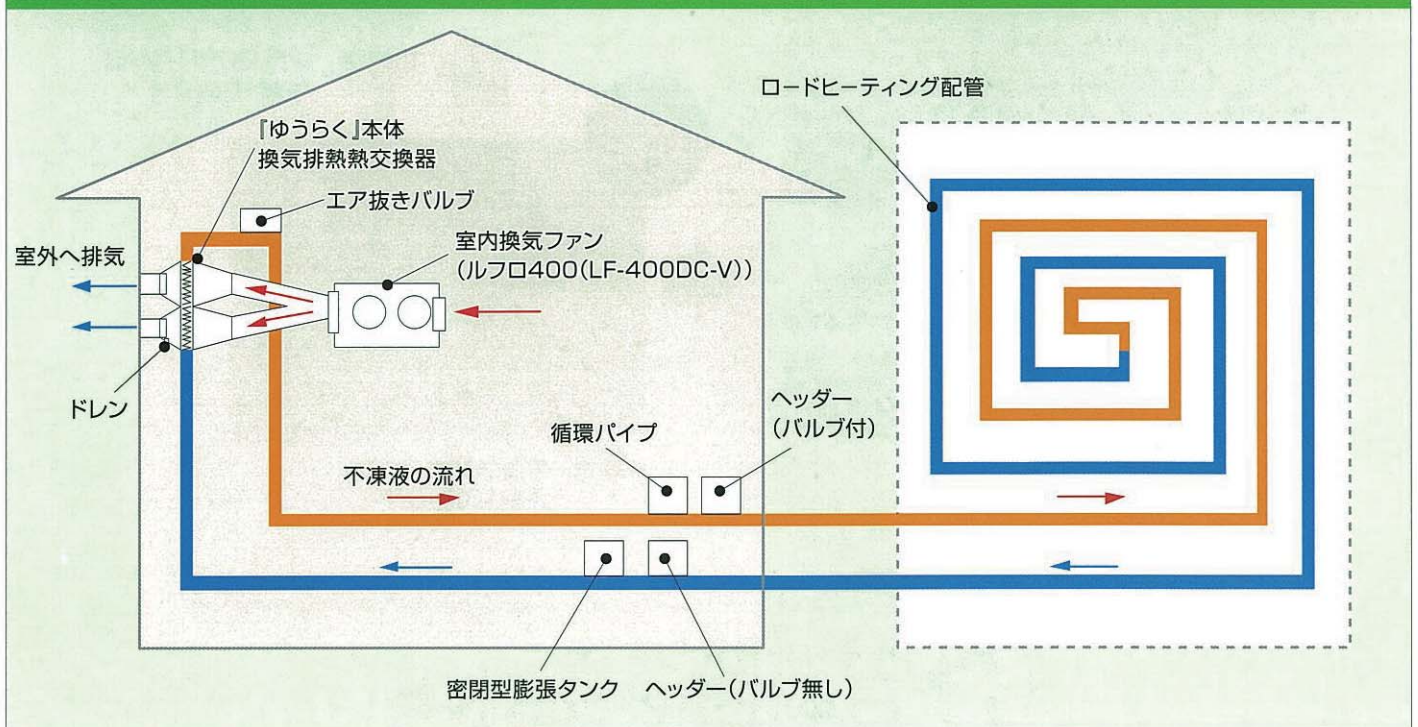 ロードヒーティング配管
『ゆうらく』本体
換気排熱熱交換器
エア抜きバルブ
室外へ排気
室内換気ファン
(ルフロ400(LF-400DC-V))
ドレン
ヘッダー
(バルブ付)
循環パイプ
不凍液の流れ
密閉型膨張タンク
ヘッダー(バルブ無し)